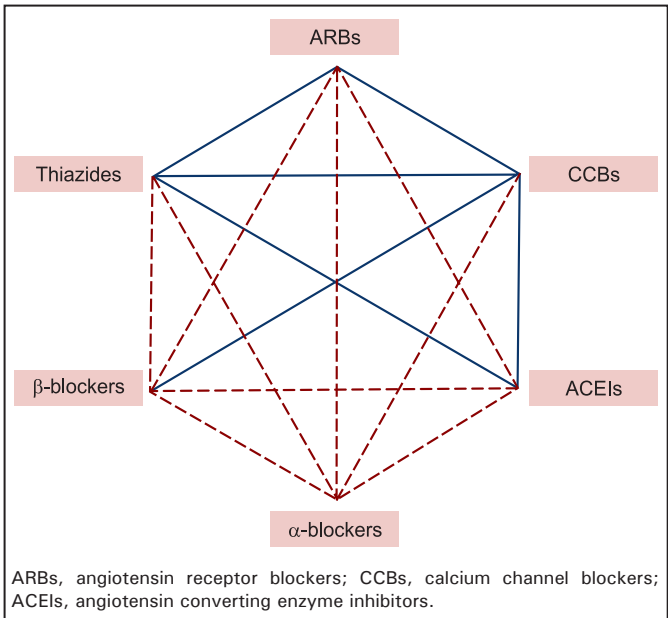 ARBs
Thiazides
CCBs
β-blockers
ACEIs
α-blockers
ARBs, angiotensin receptor blockers; CCBs, calcium channel blockers;
ACEIs, angiotensin converting enzyme inhibitors.